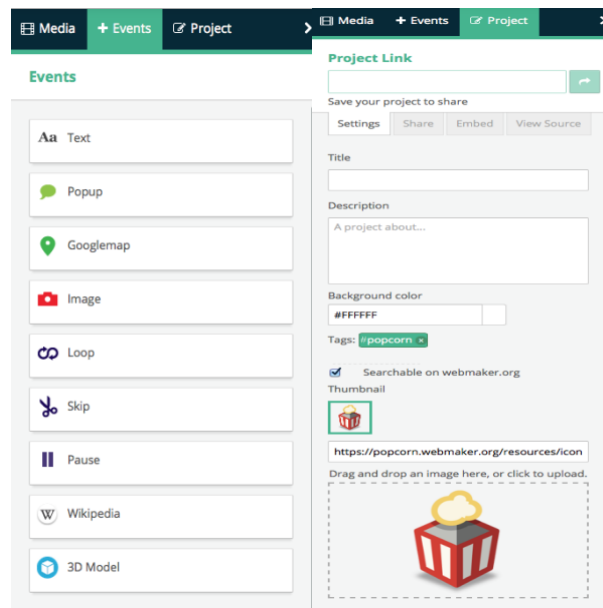 Media + Events Project
Events
Aa Text
Popup
Googlemap
Image
Loop
Skip
Pause
W Wikipedia
3D Model
Media + Events Project
Project Link
Save your project to share
Settings Share Embed View Source
Title
Description
A project about...
Background color
#FFFFFF
Tags: #popcorn ×
Searchable on webmaker.org
Thumbnail
https://popcorn.webmaker.org/resources/icon
Drag and drop an image here, or click to upload.